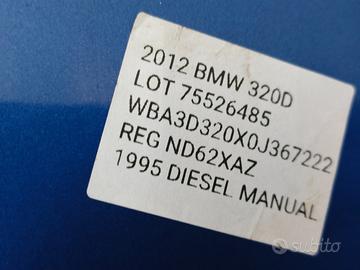 2012 BMW 320D
LOT 75526485
WBA3D320X0J367222
REG ND62XAZ
1995 DIESEL MANUAL
subito